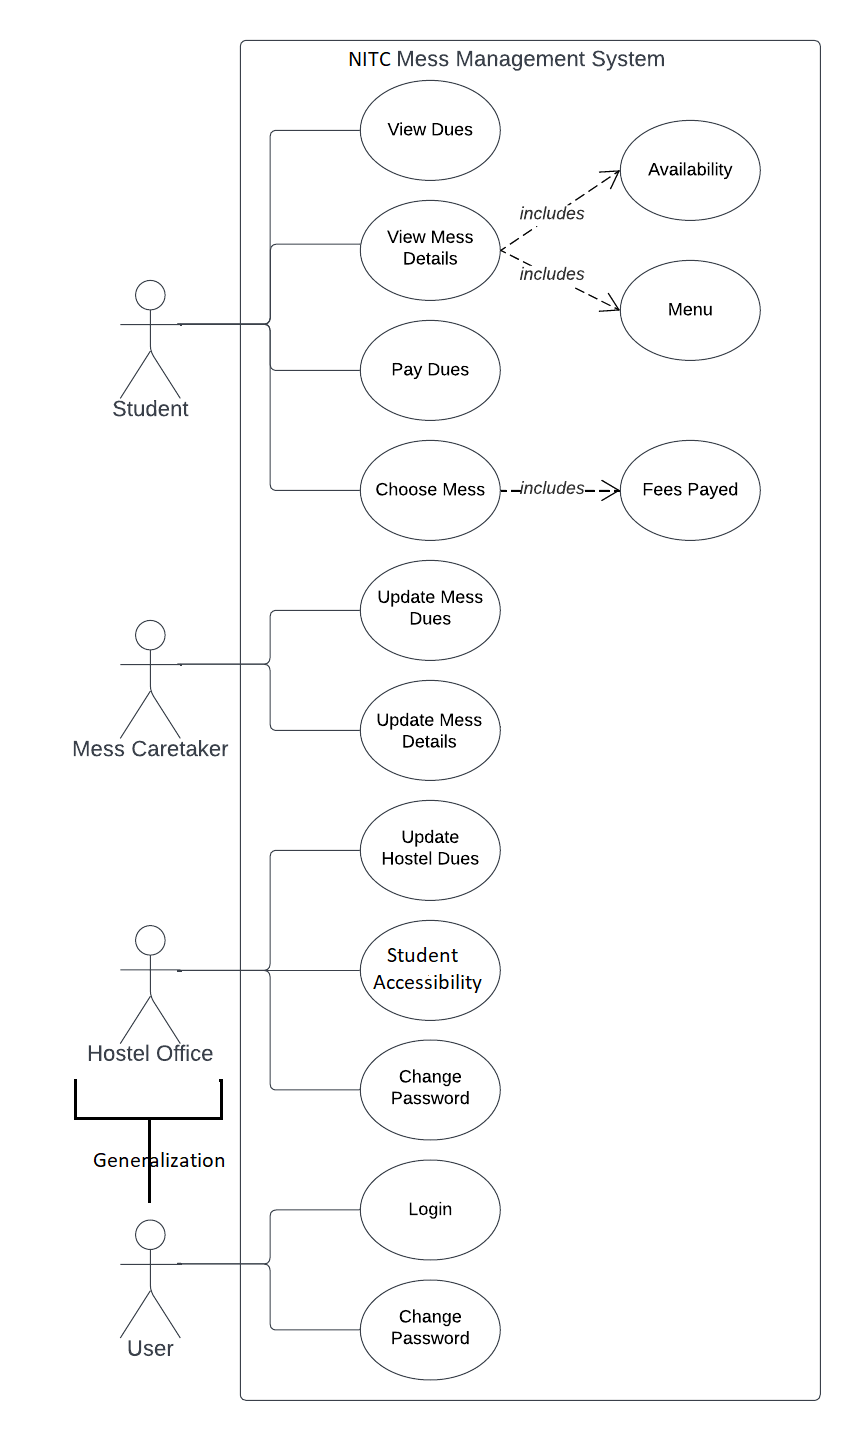 NITC Mess Management System
View Dues
Availability
includes
View Mess
Details
includes
Menu
Student
Pay Dues
Choose Mess
includes
Fees Payed
Update Mess
Dues
Mess Caretaker
Update Mess
Details
Update
Hostel Dues
Student
Accessibility
Hostel Office
Change
Password
Generalization
Login
User
Change
Password